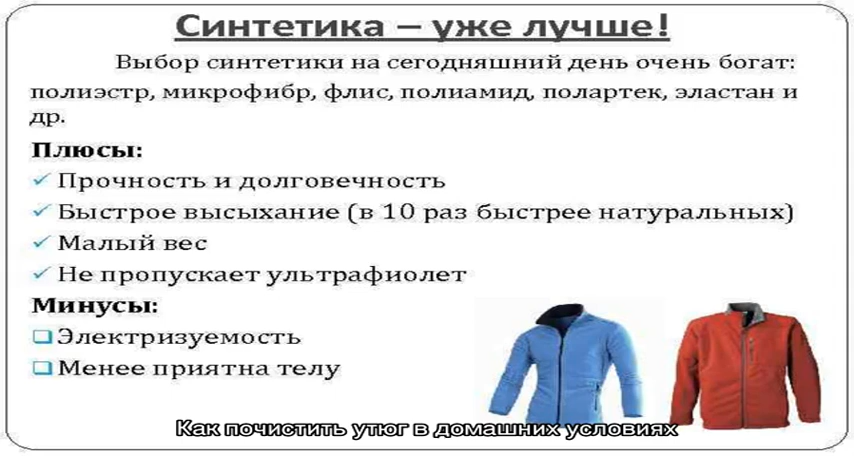 Синтетика – уже лучше!
Выбор синтетики на сегодняшний день очень богат:
полиэстр, микрофибр, флис, полиамид, полартек, эластан и
др.
Плюсы:
Прочность и долговечность
Быстрое высыхание (в 10 раз быстрее натуральных)
Малый вес
Не пропускает ультрафиолет
Минусы:
Электризуемость
Менее приятна телу
Как почистить утюг в домашних условиях